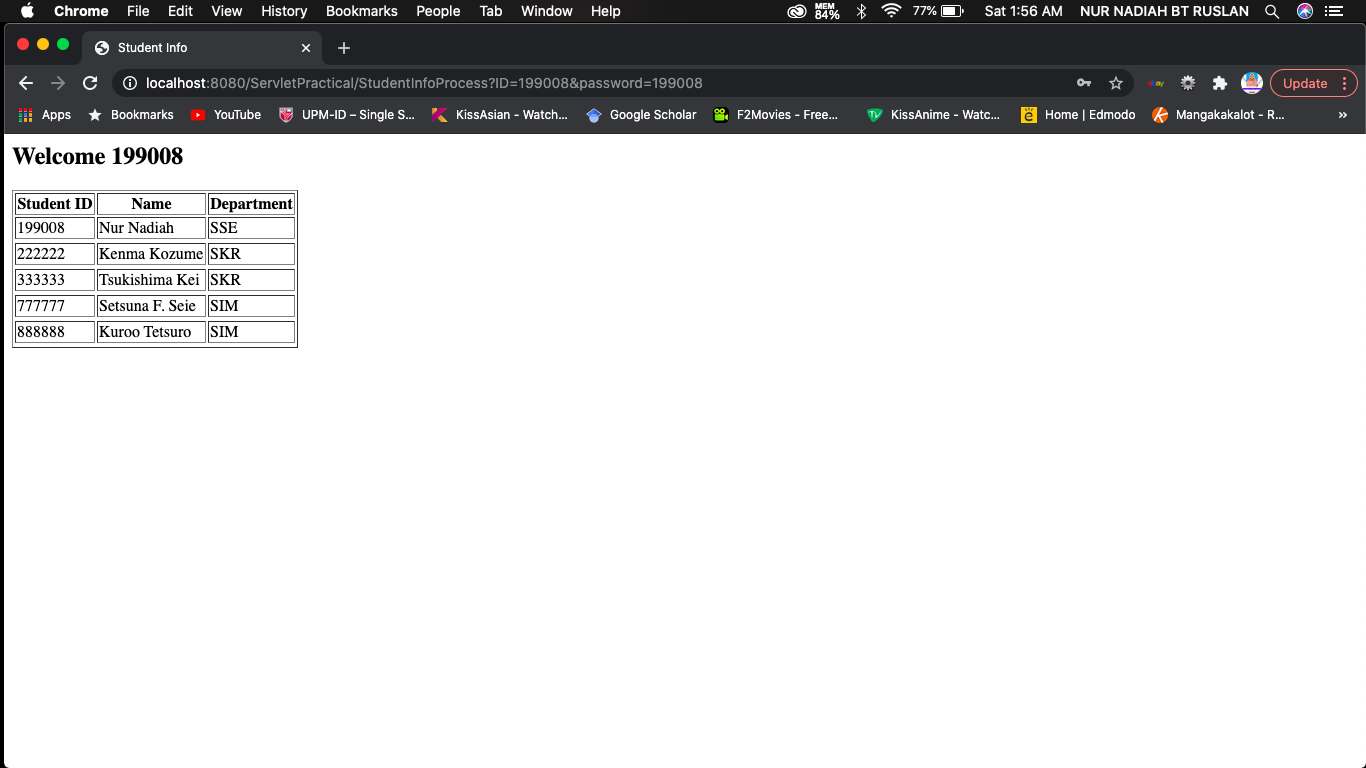 Chrome File Edit View History Bookmarks People Tab Window Help MEM 84% 77% Sat 1:56 AM NUR NADIAH BT RUSLAN
Student Info
localhost:8080/ServletPractical/StudentInfoProcess?ID=199008&password=199008 ebay Update
Apps Bookmarks YouTube UPM-ID – Single S... KissAsian - Watch... Google Scholar F2Movies - Free... KissAnime - Watc... Home | Edmodo Mangakakalot - R... »
Welcome 199008
Student ID Name Department
199008 Nur Nadiah SSE
222222 Kenma Kozume SKR
333333 Tsukishima Kei SKR
777777 Setsuna F. Seie SIM
888888 Kuroo Tetsuro SIM